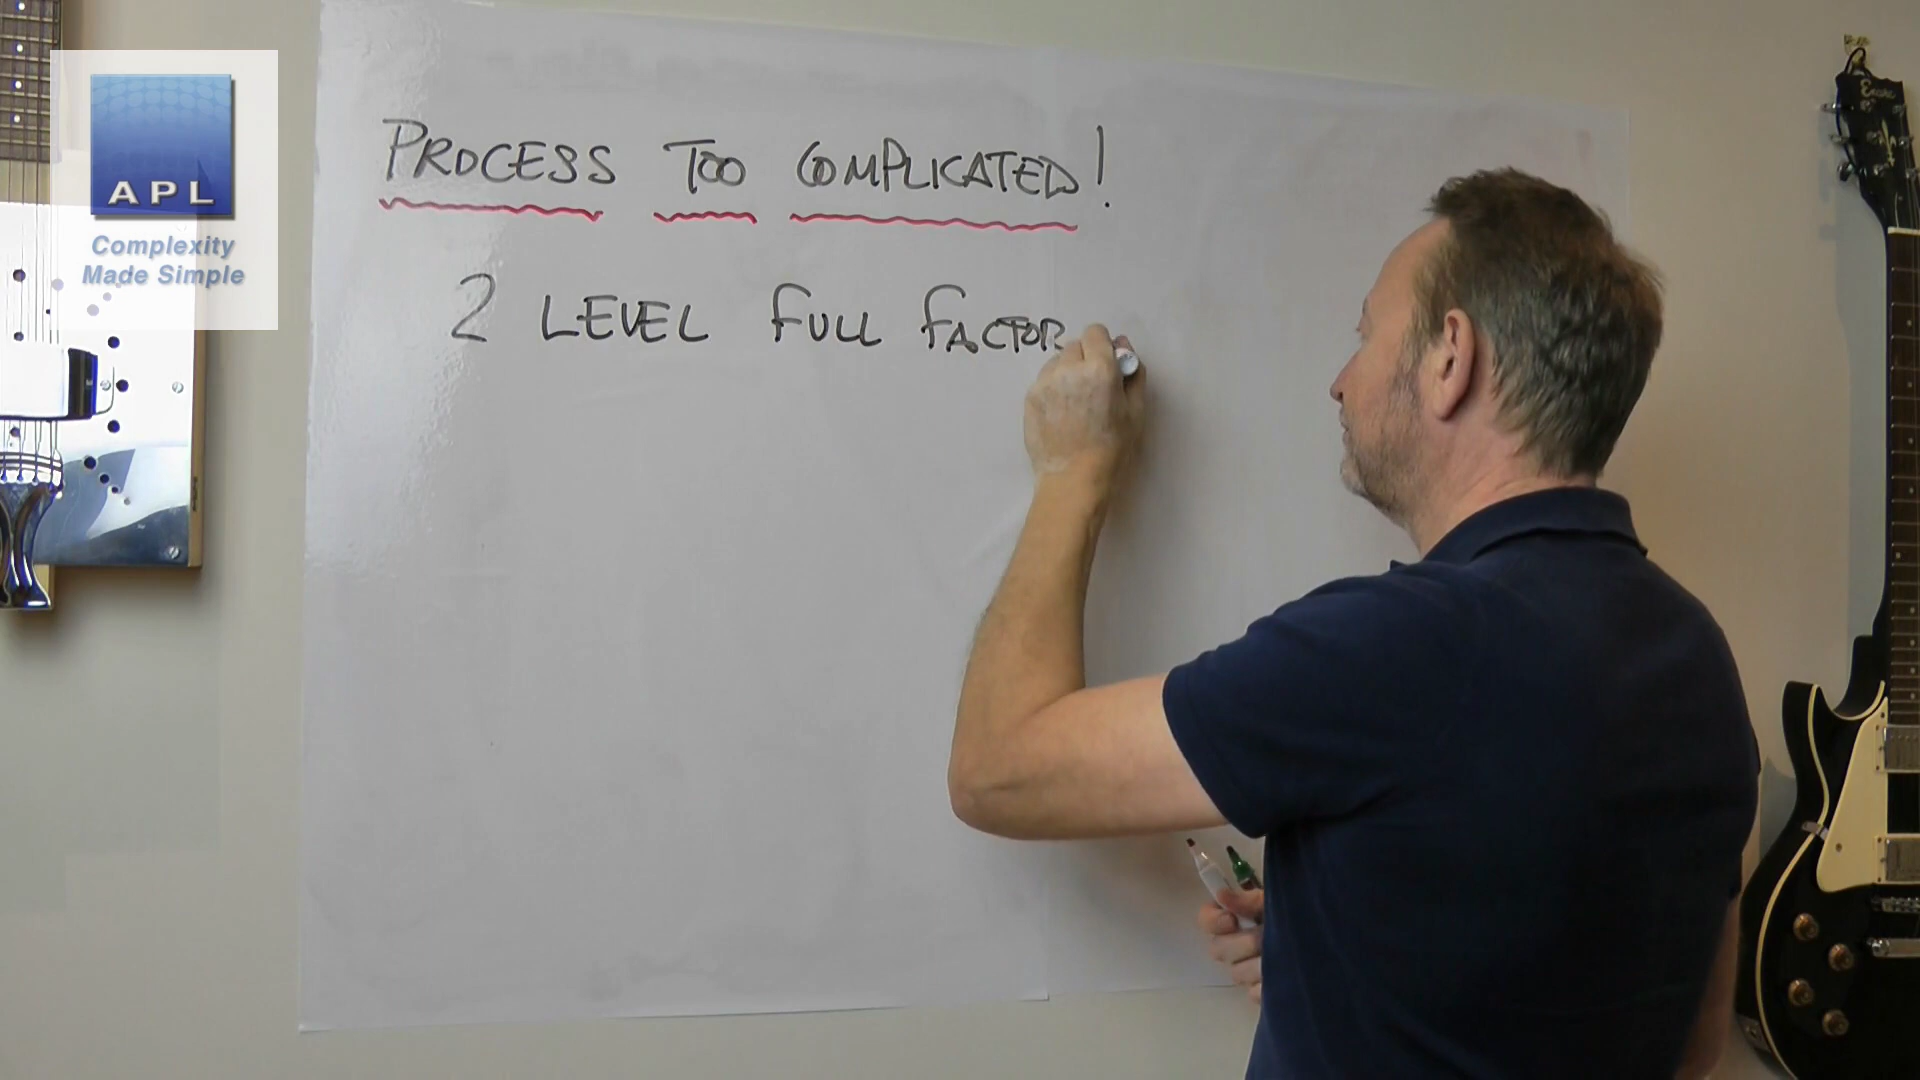 APL
Complexity
Made Simple
PROCESS TOO COMPLICATED!
2 LEVEL FULL FACTOR